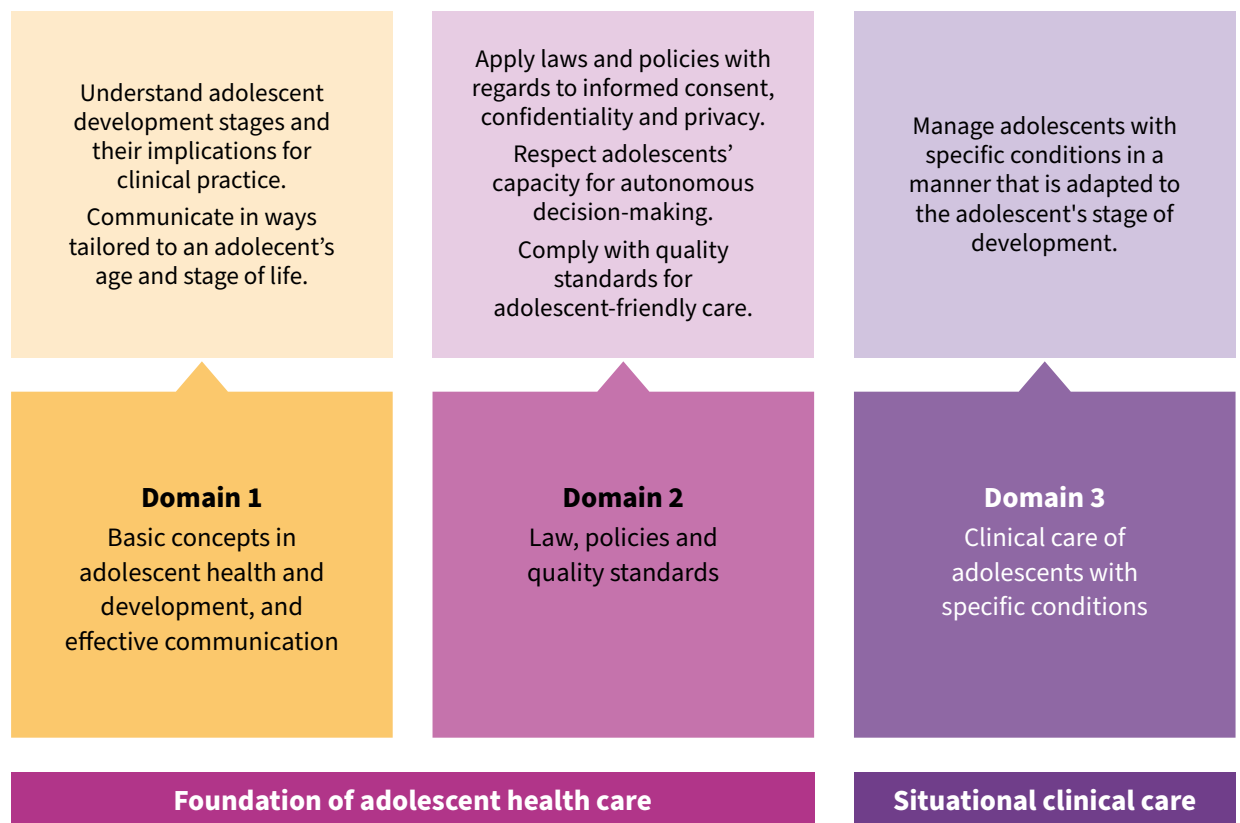 Understand adolescent
development stages and
their implications for
clinical practice.
Communicate in ways
tailored to an adolecent’s
age and stage of life.
Apply laws and policies with
regards to informed consent,
confidentiality and privacy.
Respect adolescents’
capacity for autonomous
decision-making.
Comply with quality
standards for
adolescent-friendly care.
Manage adolescents with
specific conditions in a
manner that is adapted to
the adolescent's stage of
development.
Domain 1
Basic concepts in
adolescent health and
development, and
effective communication
Domain 2
Law, policies and
quality standards
Domain 3
Clinical care of
adolescents with
specific conditions
Foundation of adolescent health care
Situational clinical care